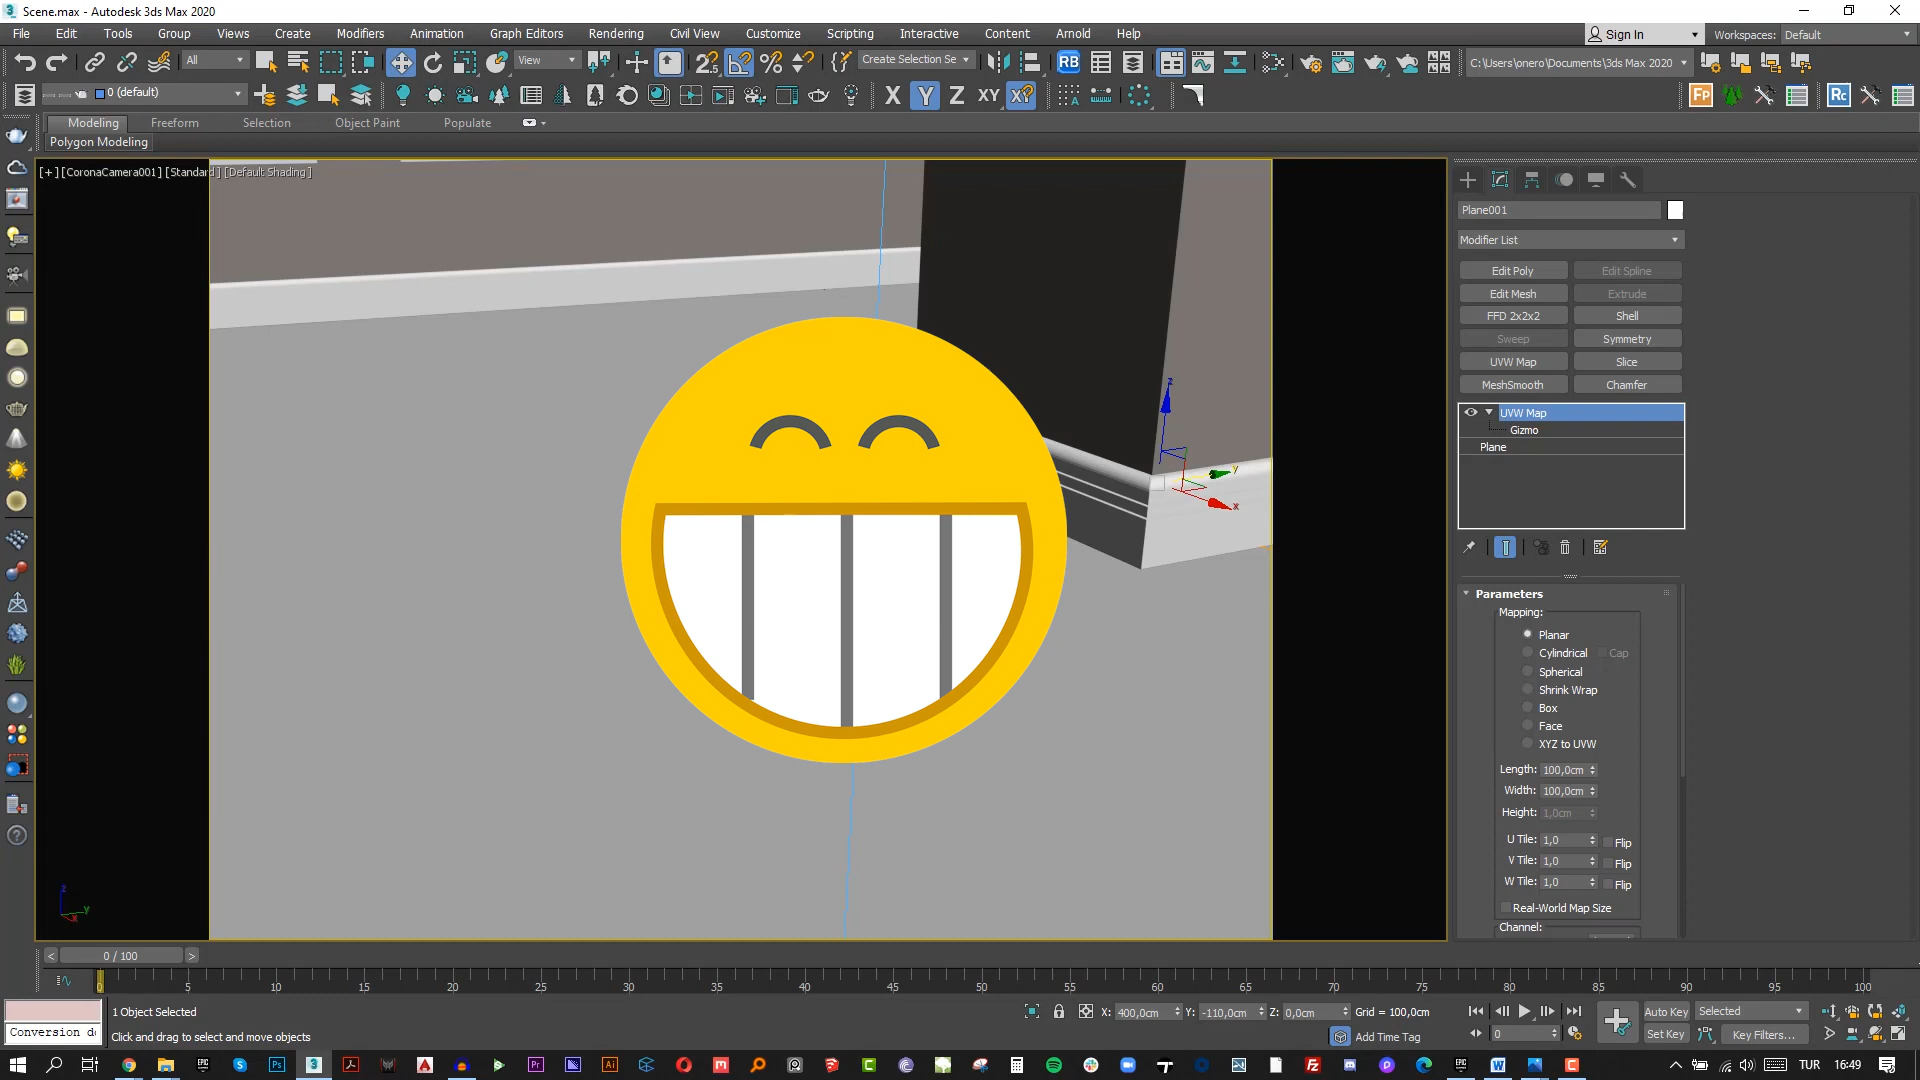 Scene.max - Autodesk 3ds Max 2020
File Edit Tools Group Views Create Modifiers Animation Graph Editors Rendering Civil View Customize Scripting Interactive Content Arnold Help
Sign In Workspaces: Default
All View Create Selection Se C:\Users\onero\Documents\3ds Max 2020
0 (default) X Y Z XY XY Fp Rc
Modeling Freeform Selection Object Paint Populate
Polygon Modeling
[+] [CoronaCamera001] [Standard] [Default Shading]
Plane001
Modifier List
Edit Poly Edit Spline
Edit Mesh Extrude
FFD 2x2x2 Shell
Sweep Symmetry
UVW Map Slice
MeshSmooth Chamfer
UVW Map
Gizmo
Plane
z
y
x
Parameters
Mapping:
Planar
Cylindrical Cap
Spherical
Shrink Wrap
Box
Face
XYZ to UVW
Length: 100,0cm
Width: 100,0cm
Height: 1,0cm
U Tile: 1,0 Flip
V Tile: 1,0 Flip
W Tile: 1,0 Flip
Real-World Map Size
Channel:
z
y
x
0 / 100
0 5 10 15 20 25 30 35 40 45 50 55 60 65 70 75 80 85 90 95 100
1 Object Selected X: 400,0cm Y: -110,0cm Z: 0,0cm Grid = 100,0cm Auto Key Selected
Conversion do Click and drag to select and move objects Add Time Tag 0 Set Key Key Filters...
TUR 16:49